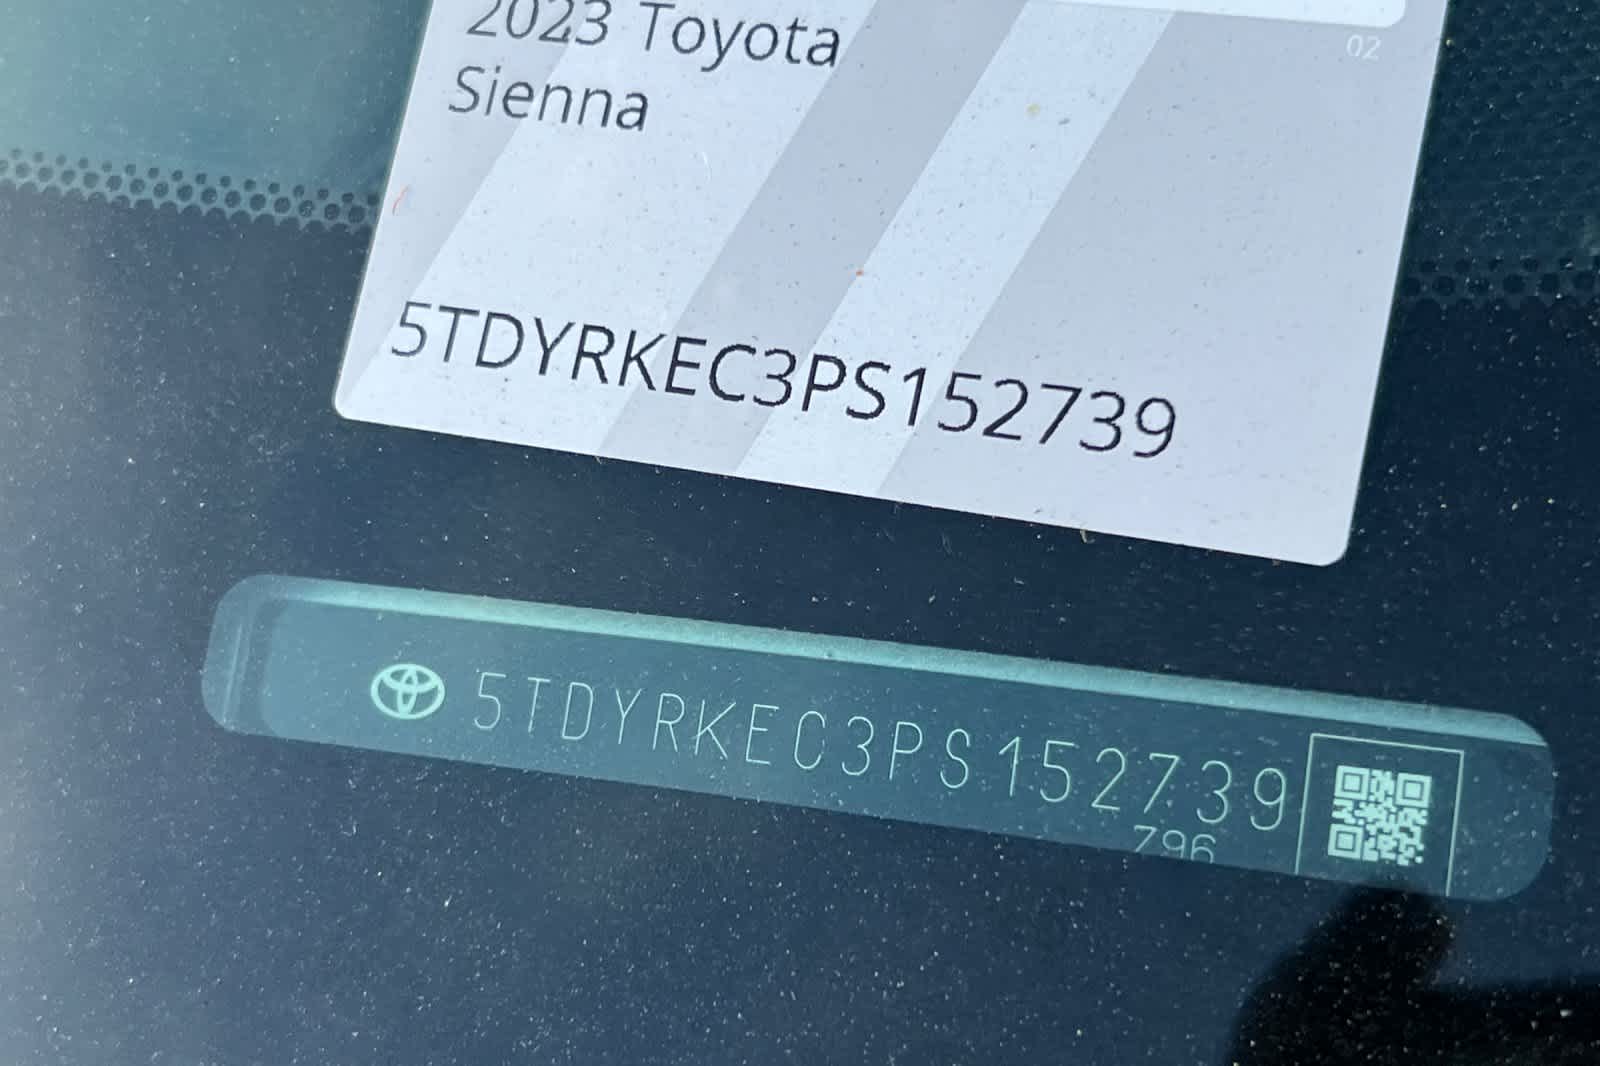 02
2023 Toyota
Sienna
5TDYRKEC3PS152739
5TDYRKEC3PS152739
796